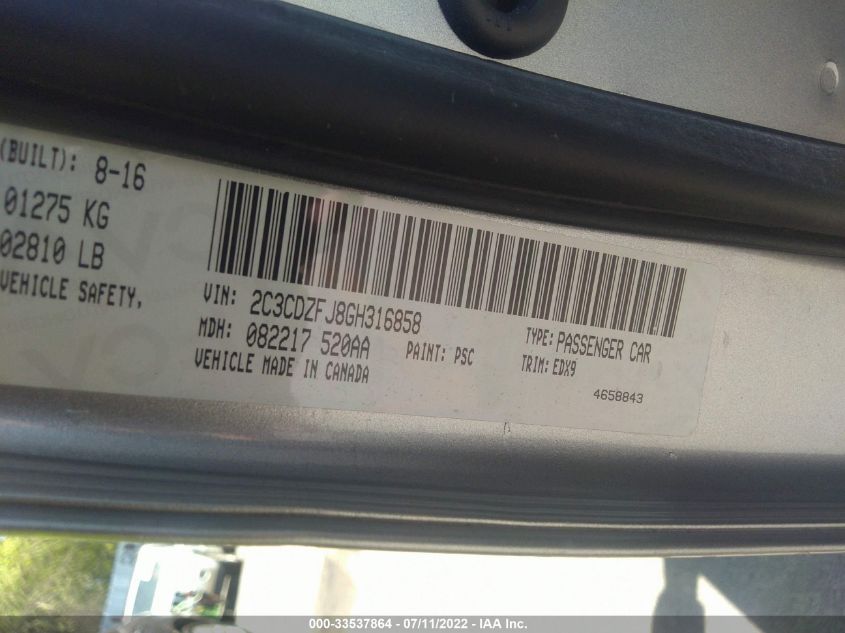 (BUILT): 8-16
01275 KG
02810 LB
VEHICLE SAFETY,
VIN: 2C3CDZFJ8GH316858
TYPE: PASSENGER CAR
MDH: 082217 520AA
PAINT: PSC
TRIM: EDX9
VEHICLE MADE IN CANADA
4658843
000-33537864 - 07/11/2022 - IAA Inc.